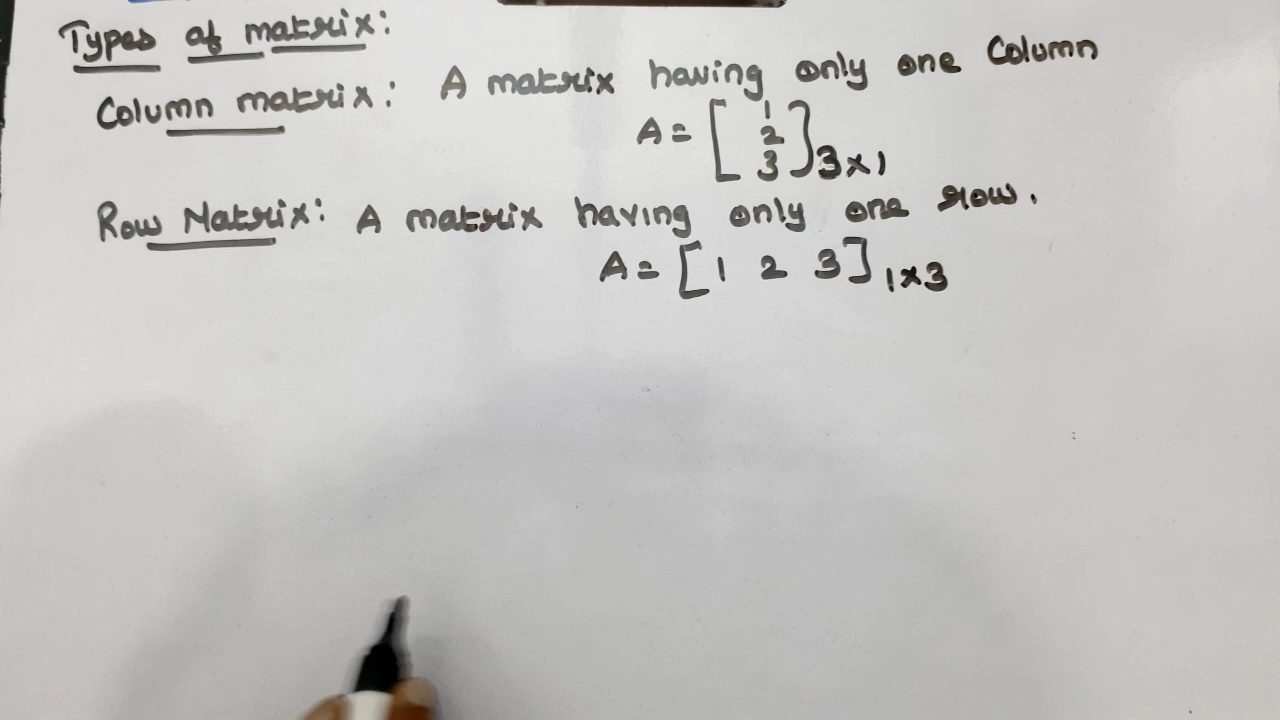 Types of matrix:
Column matrix: A matrix having only one Column
A = [ 1
2
3 ] 3×1
Row Matrix: A matrix having only one row.
A = [ 1 2 3 ] 1×3